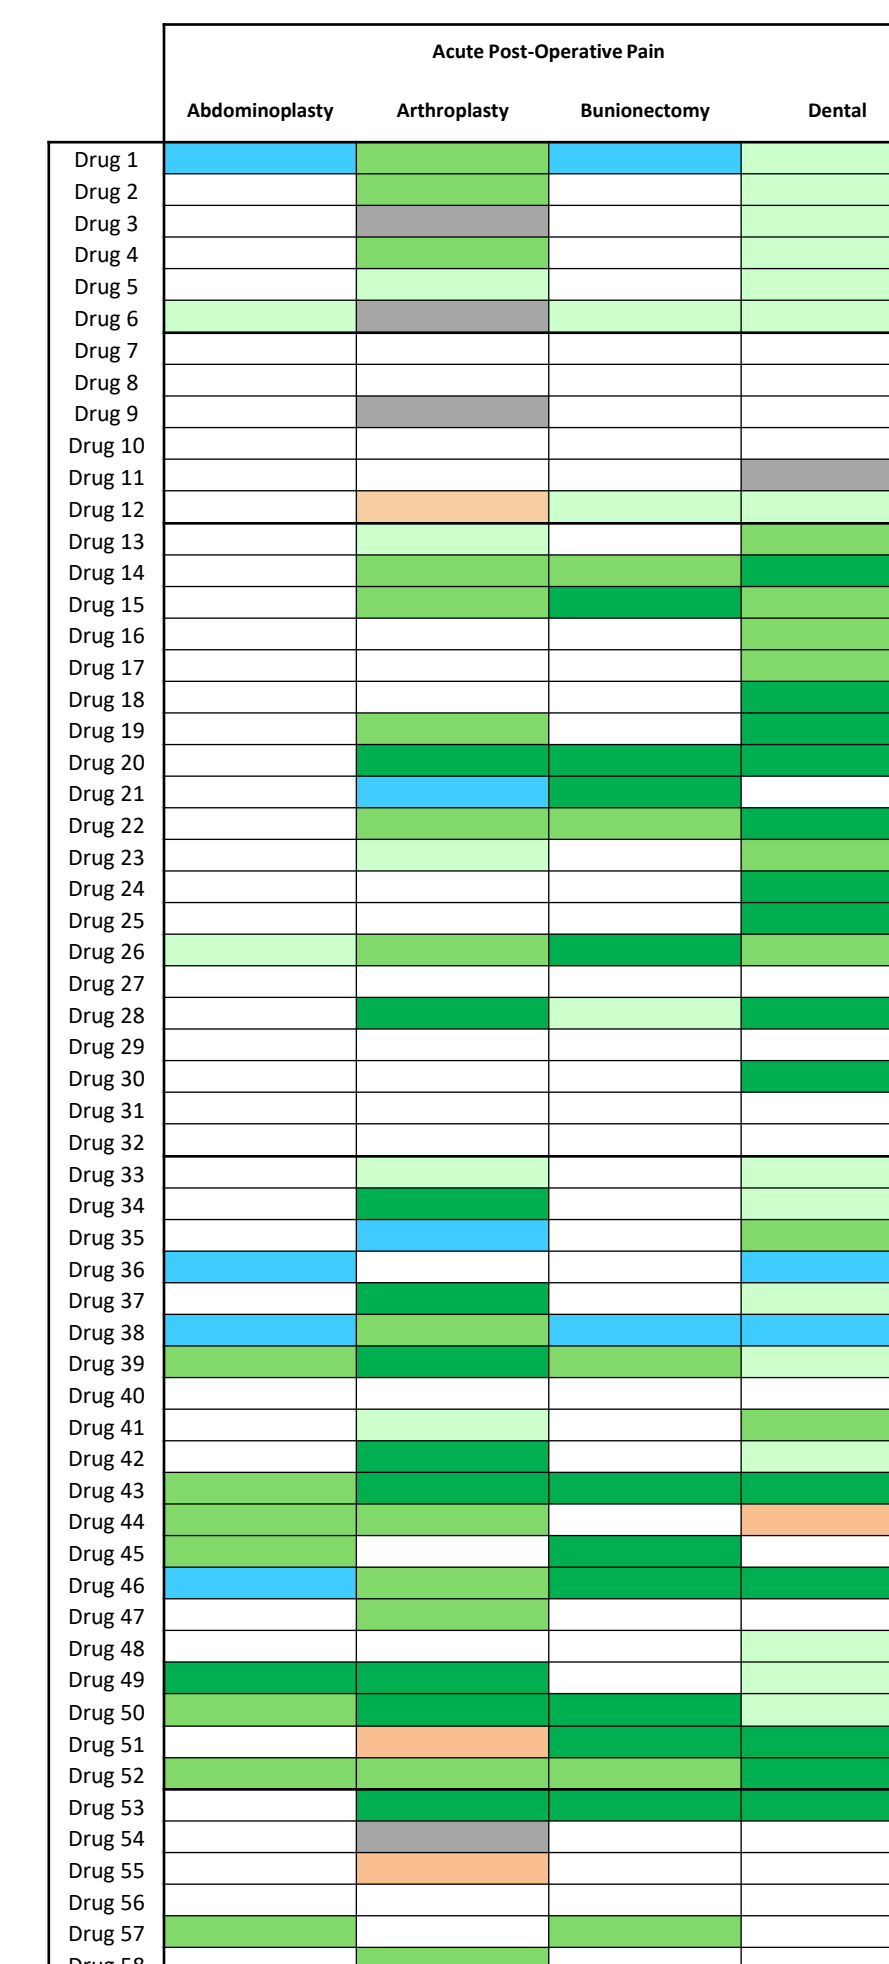 Acute Post-Operative Pain
Abdominoplasty Arthroplasty Bunionectomy Dental
Drug 1
Drug 2
Drug 3
Drug 4
Drug 5
Drug 6
Drug 7
Drug 8
Drug 9
Drug 10
Drug 11
Drug 12
Drug 13
Drug 14
Drug 15
Drug 16
Drug 17
Drug 18
Drug 19
Drug 20
Drug 21
Drug 22
Drug 23
Drug 24
Drug 25
Drug 26
Drug 27
Drug 28
Drug 29
Drug 30
Drug 31
Drug 32
Drug 33
Drug 34
Drug 35
Drug 36
Drug 37
Drug 38
Drug 39
Drug 40
Drug 41
Drug 42
Drug 43
Drug 44
Drug 45
Drug 46
Drug 47
Drug 48
Drug 49
Drug 50
Drug 51
Drug 52
Drug 53
Drug 54
Drug 55
Drug 56
Drug 57
Drug 58